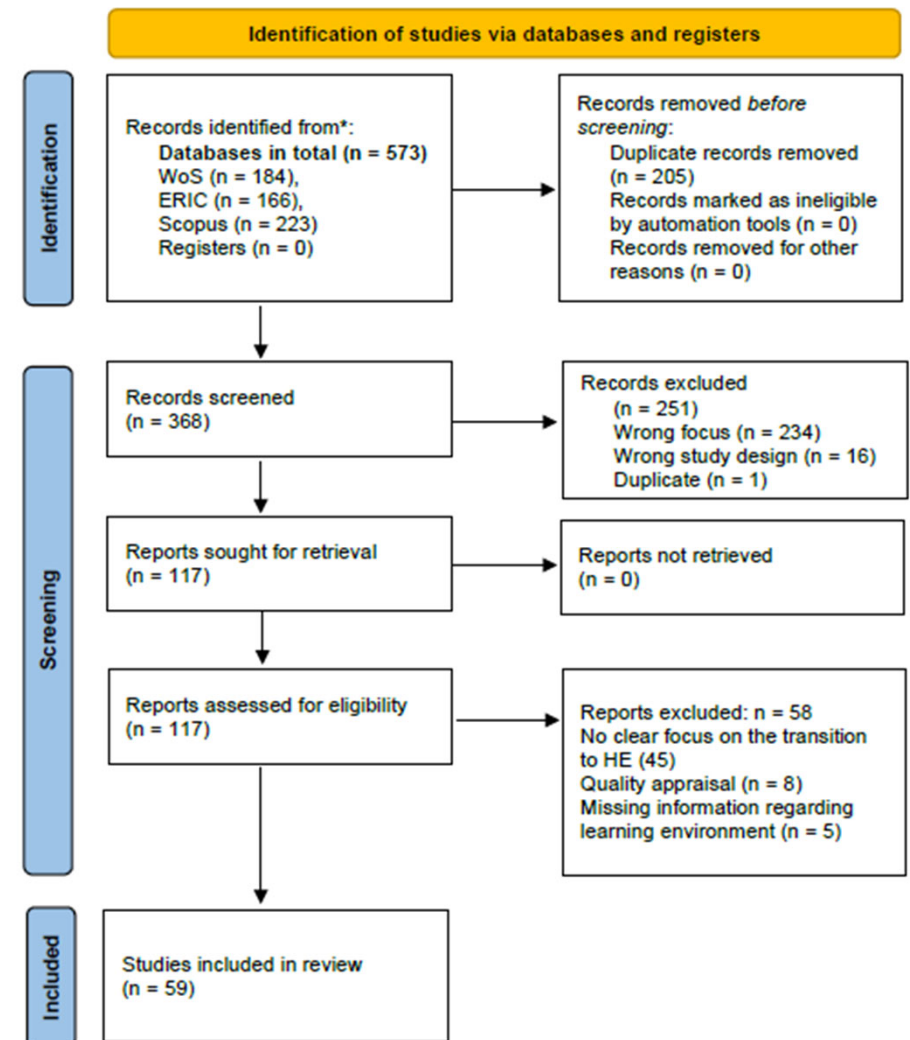 Identification of studies via databases and registers
Identification
Records identified from*:
Databases in total (n = 573)
WoS (n = 184),
ERIC (n = 166),
Scopus (n = 223)
Registers (n = 0)
Records removed before
screening:
Duplicate records removed
(n = 205)
Records marked as ineligible
by automation tools (n = 0)
Records removed for other
reasons (n = 0)
Screening
Records screened
(n = 368)
Records excluded
(n = 251)
Wrong focus (n = 234)
Wrong study design (n = 16)
Duplicate (n = 1)
Reports sought for retrieval
(n = 117)
Reports not retrieved
(n = 0)
Reports assessed for eligibility
(n = 117)
Reports excluded: n = 58
No clear focus on the transition
to HE (45)
Quality appraisal (n = 8)
Missing information regarding
learning environment (n = 5)
Included
Studies included in review
(n = 59)